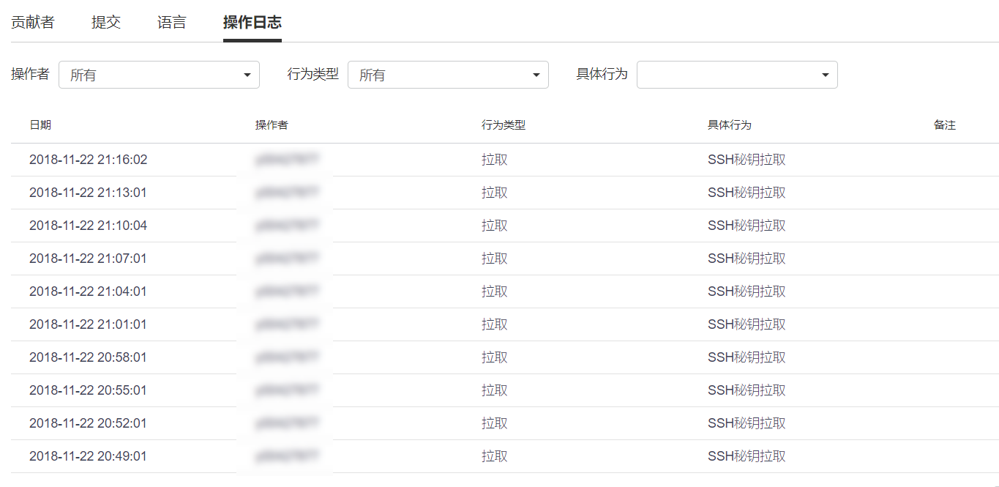 贡献者 提交 语言 操作日志
操作者 所有 行为类型 所有 具体行为
日期 操作者 行为类型 具体行为 备注
2018-11-22 21:16:02 拉取 SSH秘钥拉取
2018-11-22 21:13:01 拉取 SSH秘钥拉取
2018-11-22 21:10:04 拉取 SSH秘钥拉取
2018-11-22 21:07:01 拉取 SSH秘钥拉取
2018-11-22 21:04:01 拉取 SSH秘钥拉取
2018-11-22 21:01:01 拉取 SSH秘钥拉取
2018-11-22 20:58:01 拉取 SSH秘钥拉取
2018-11-22 20:55:01 拉取 SSH秘钥拉取
2018-11-22 20:52:01 拉取 SSH秘钥拉取
2018-11-22 20:49:01 拉取 SSH秘钥拉取